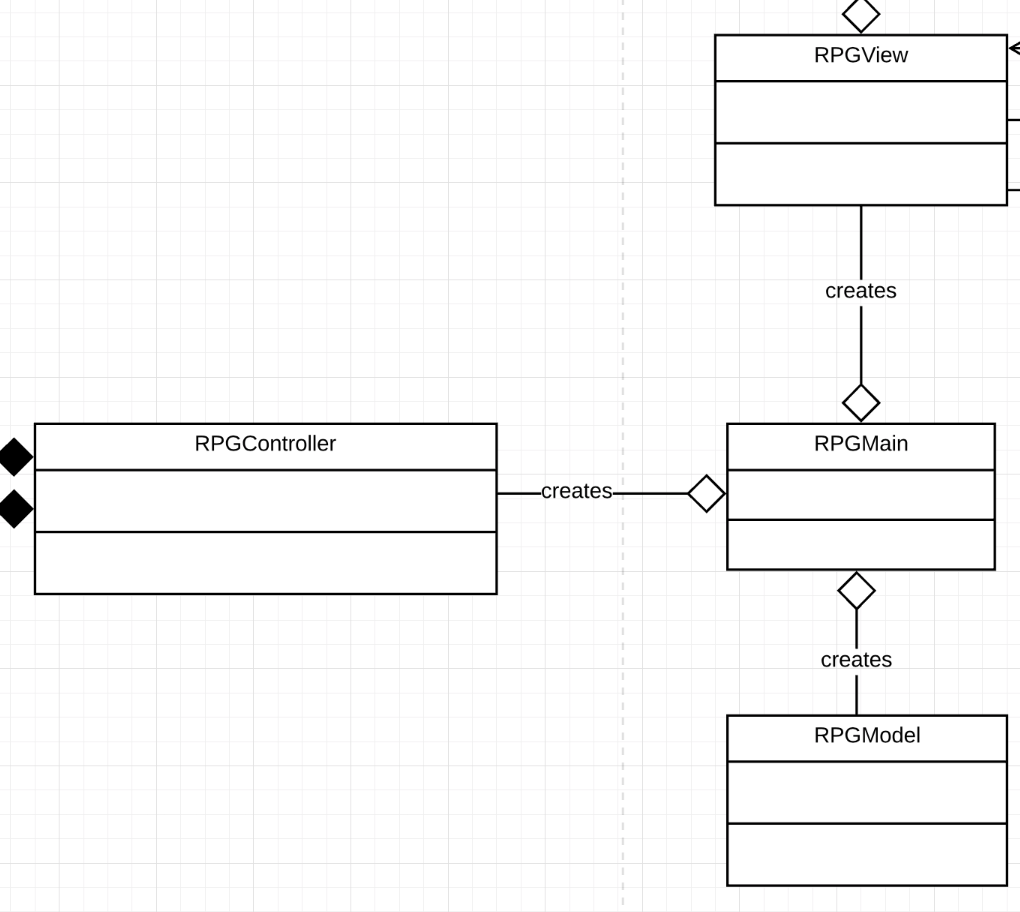 RPGView
creates
RPGController
creates
RPGMain
creates
RPGModel